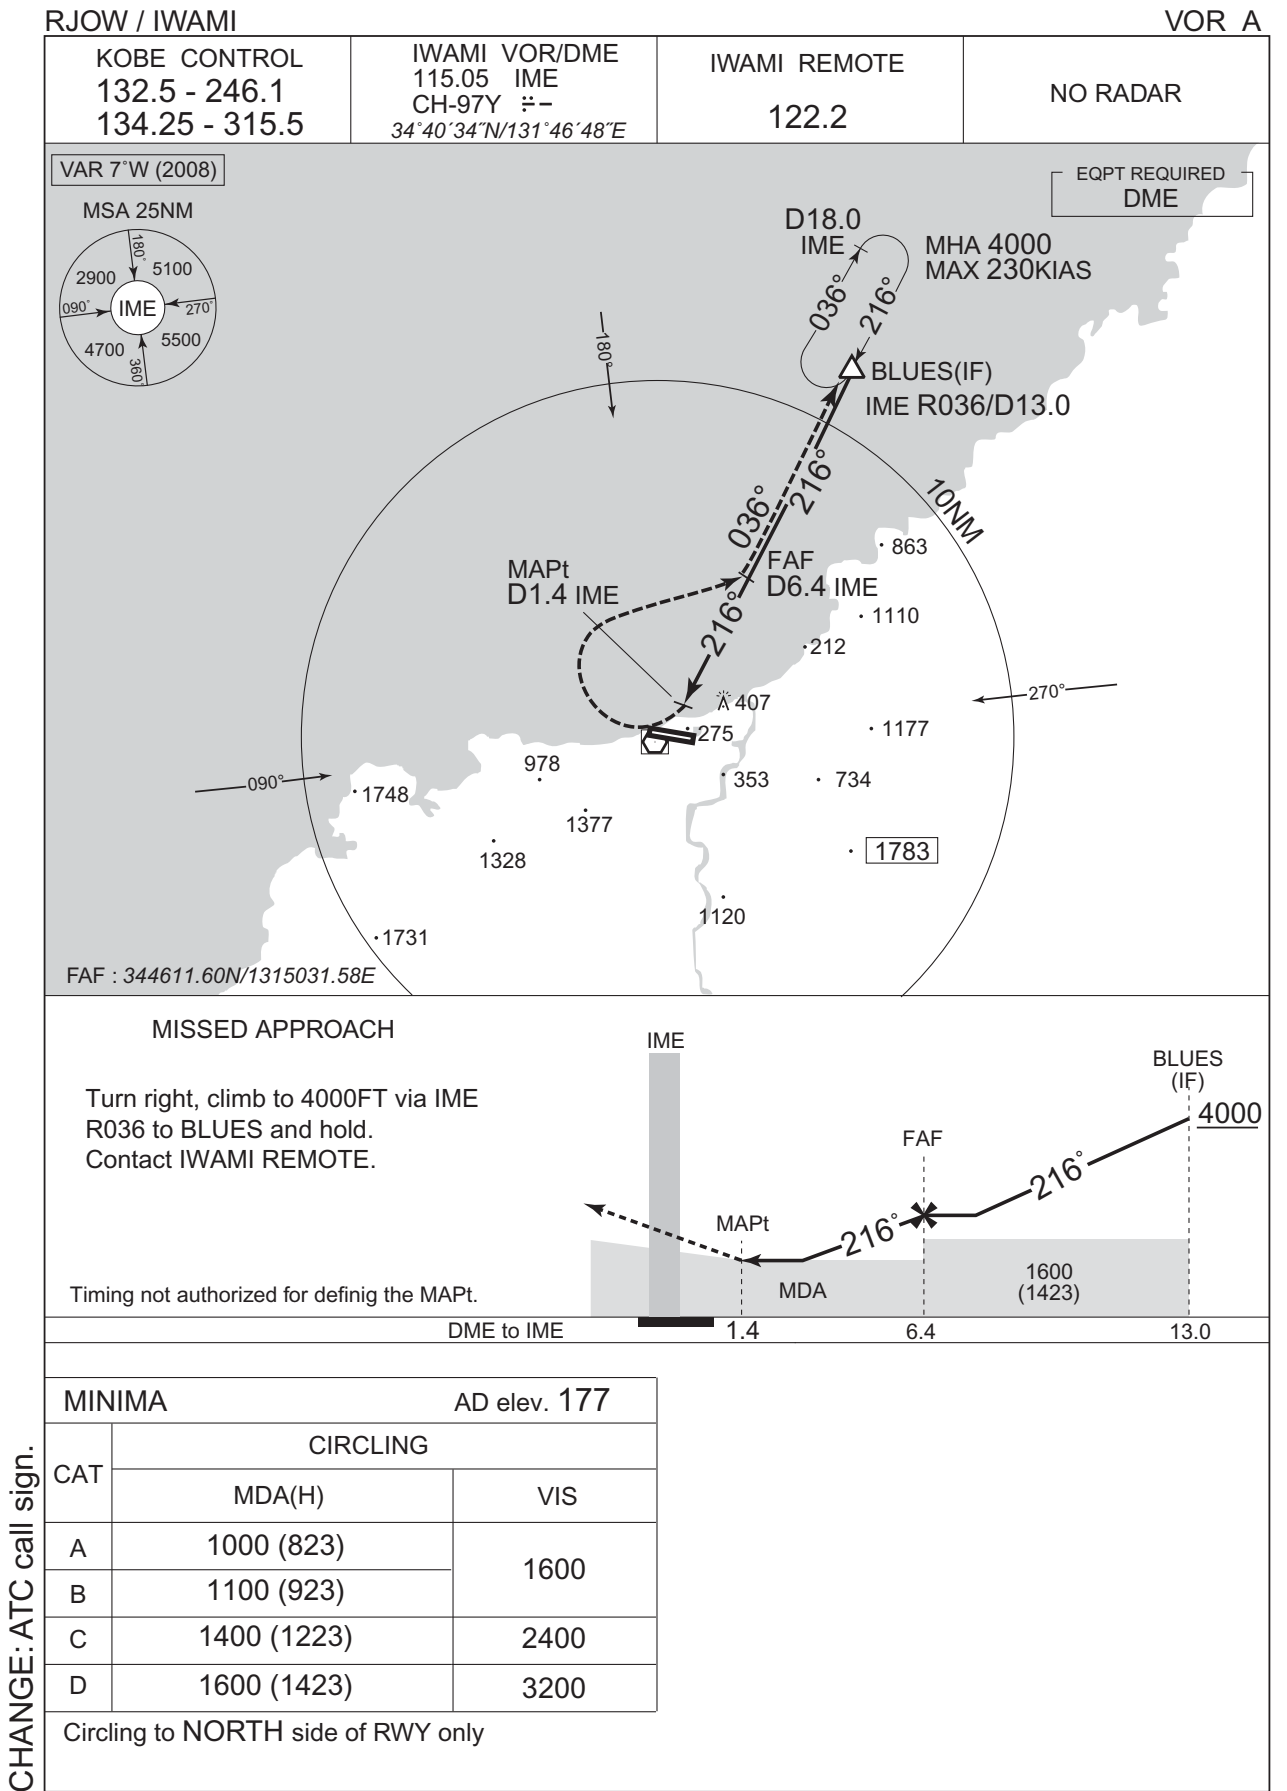 RJOW / IWAMI
VOR A
KOBE CONTROL
132.5 - 246.1
134.25 - 315.5
IWAMI VOR/DME
115.05 IME
CH-97Y
34°40´34˝N/131°46´48˝E
IWAMI REMOTE
122.2
NO RADAR
VAR 7°W (2008)
EQPT REQUIRED
DME
MSA 25NM
180°
2900
5100
090°
IME
270°
4700
5500
360°
D18.0
IME
MHA 4000
MAX 230KIAS
036°
216°
180°
BLUES(IF)
IME R036/D13.0
036°
216°
10NM
863
MAPt
D1.4 IME
FAF
D6.4 IME
216°
1110
212
407
270°
275
1177
978
090°
1748
353
734
1377
1328
1783
1120
1731
FAF : 344611.60N/1315031.58E
MISSED APPROACH
Turn right, climb to 4000FT via IME
R036 to BLUES and hold.
Contact IWAMI REMOTE.
Timing not authorized for definig the MAPt.
IME
BLUES
(IF)
4000
FAF
216°
MAPt
216°
MDA
1600
(1423)
DME to IME
1.4
6.4
13.0
MINIMA
AD elev. 177
CAT
CIRCLING
MDA(H)
VIS
A
1000 (823)
1600
B
1100 (923)
C
1400 (1223)
2400
D
1600 (1423)
3200
Circling to NORTH side of RWY only
CHANGE: ATC call sign.